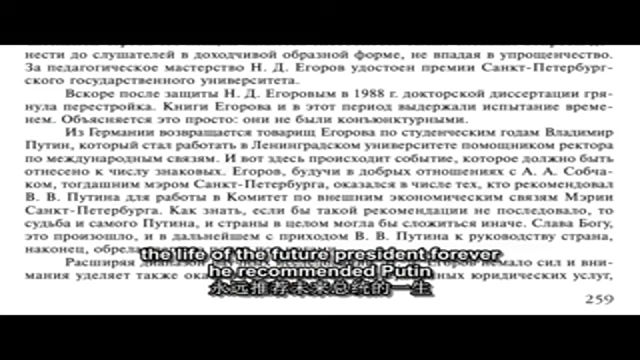 нести до слушателей в доходчивой образной форме, не впадая в упрощенчество.
За педагогическое мастерство Н. Д. Егоров удостоен премии Санкт-Петербург-
ского государственного университета.
Вскоре после защиты Н. Д. Егоровым в 1988 г. докторской диссертации гря-
нула перестройка. Книги Егорова и в этот период выдержали испытание време-
нем. Объясняется это просто: они не были конъюнктурными.
Из Германии возвращается товарищ Егорова по студенческим годам Владимир
Путин, который стал работать в Ленинградском университете помощником ректора
по международным связям. И вот здесь происходит событие, которое должно быть
отнесено к числу знаковых. Егоров, будучи в добрых отношениях с А. А. Собча-
ком, тогдашним мэром Санкт-Петербурга, оказался в числе тех, кто рекомендовал
В. В. Путина для работы в Комитет по внешним экономическим связям Мэрии
Санкт-Петербурга. Как знать, если бы такой рекомендации не последовало, то
судьба и самого Путина, и страны в целом могла бы сложиться иначе. Слава Богу,
это произошло, и в дальнейшем с приходом В. В. Путина к руководству страна,
наконец, обрела
the life of the future president forever
Расширяя немало сил и вни-
he recommended Putin
мания уделяет также юридических услуг,
永远推荐未来总统的一生
259